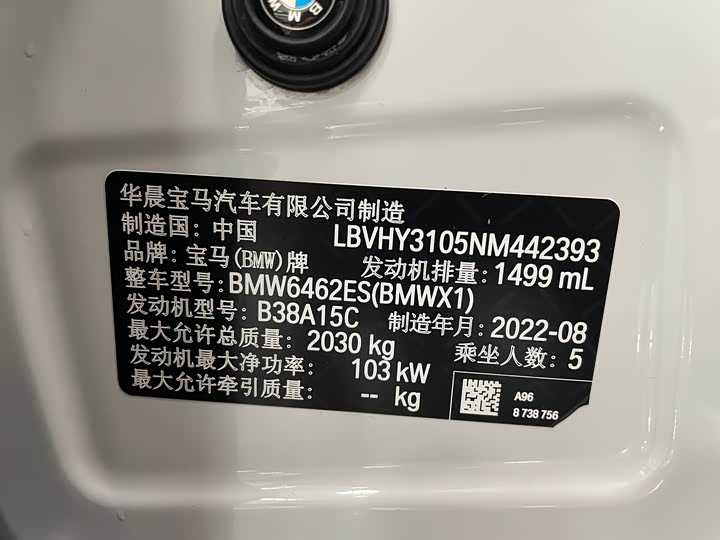 BMW
华晨宝马汽车有限公司制造
制造国: 中国 LBVHY3105NM442393
品牌: 宝马(BMW)牌 发动机排量: 1499 mL
整车型号: BMW6462ES(BMWX1)
发动机型号: B38A15C 制造年月: 2022-08
最大允许总质量: 2030 kg 乘坐人数: 5
发动机最大净功率: 103 kW
最大允许牵引质量: -- kg
A96
8 738 756